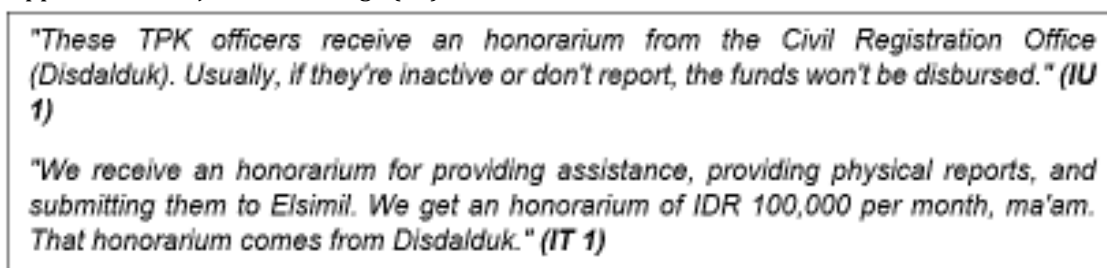 "These TPK officers receive an honorarium from the Civil Registration Office
(Disdalduk). Usually, if they're inactive or don't report, the funds won't be disbursed." (IU
1)
"We receive an honorarium for providing assistance, providing physical reports, and
submitting them to Elsimil. We get an honorarium of IDR 100,000 per month, ma'am.
That honorarium comes from Disdalduk." (IT 1)